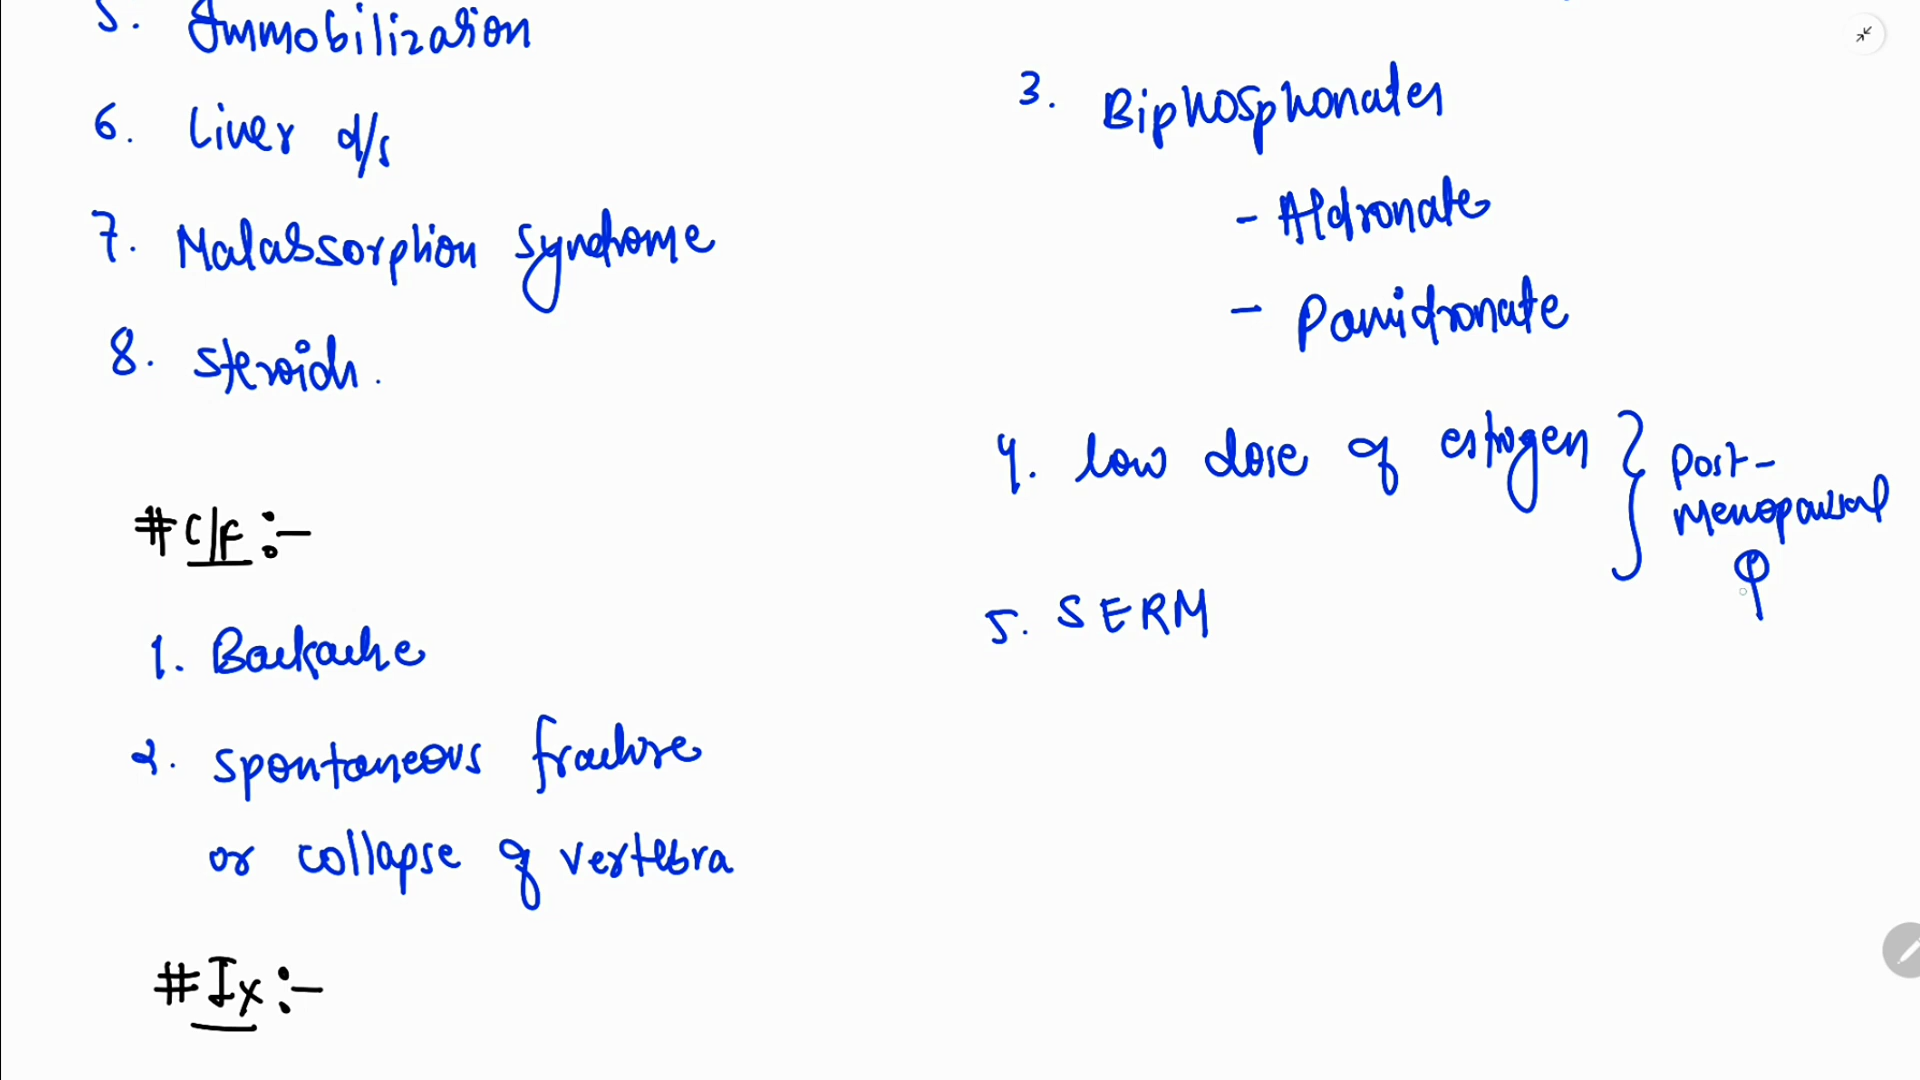 5. Immobilization
6. Liver d/s
7. Malabsorption syndrome
8. Steroids.
#C/F:-
1. Backache
2. Spontaneous fracture
or collapse of vertebra
#Ix:-
3. Biphosphonates
- Aldronate
- Pamidronate
4. low dose of estrogen } Post-
Menopausal
♀
5. SERM